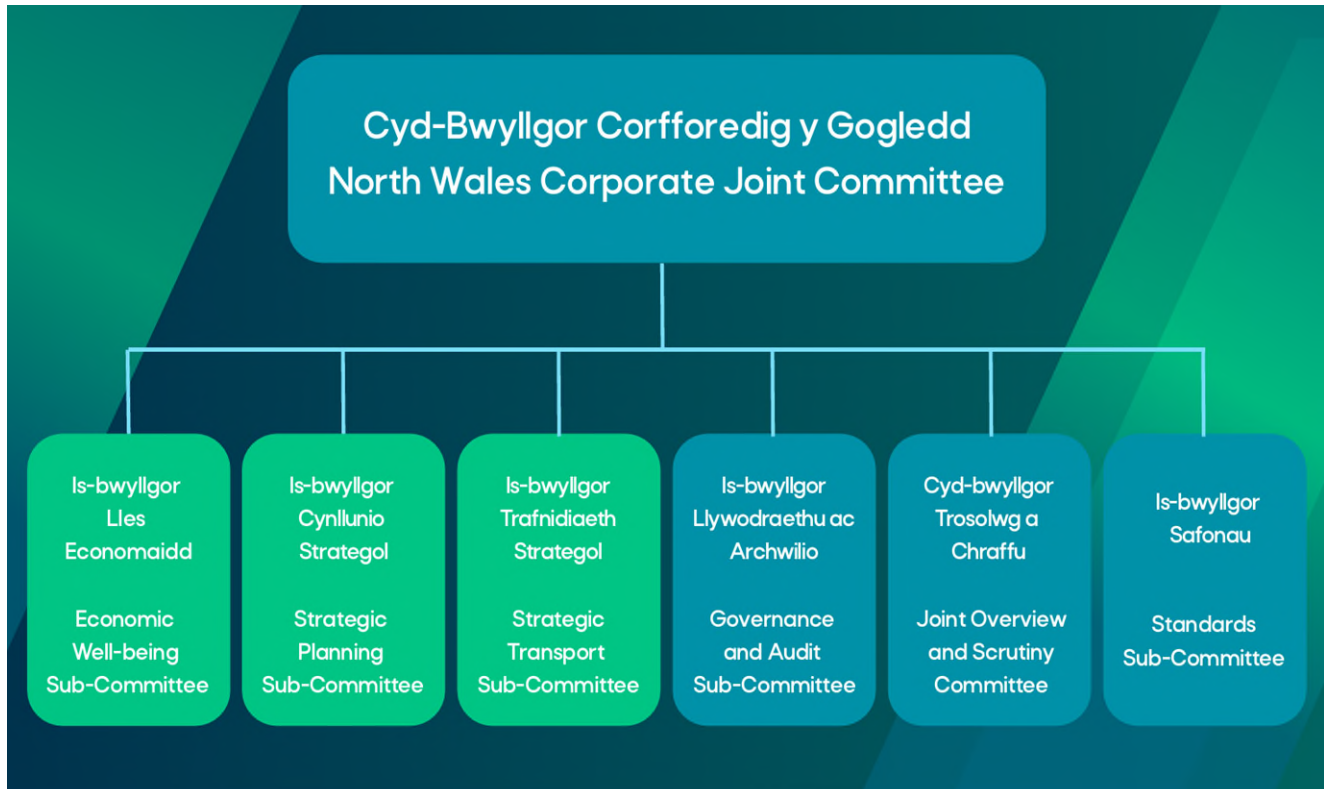 Cyd-Bwyllgor Corfforedig y Gogledd
North Wales Corporate Joint Committee
Is-bwyllgor
Lles
Economaidd
Economic
Well-being
Sub-Committee
Is-bwyllgor
Cynllunio
Strategol
Strategic
Planning
Sub-Committee
Is-bwyllgor
Trafnidiaeth
Strategol
Strategic
Transport
Sub-Committee
Is-bwyllgor
Llywodraethu ac
Archwilio
Governance
and Audit
Sub-Committee
Cyd-bwyllgor
Trosolwg a
Chraffu
Joint Overview
and Scrutiny
Committee
Is-bwyllgor
Safonau
Standards
Sub-Committee